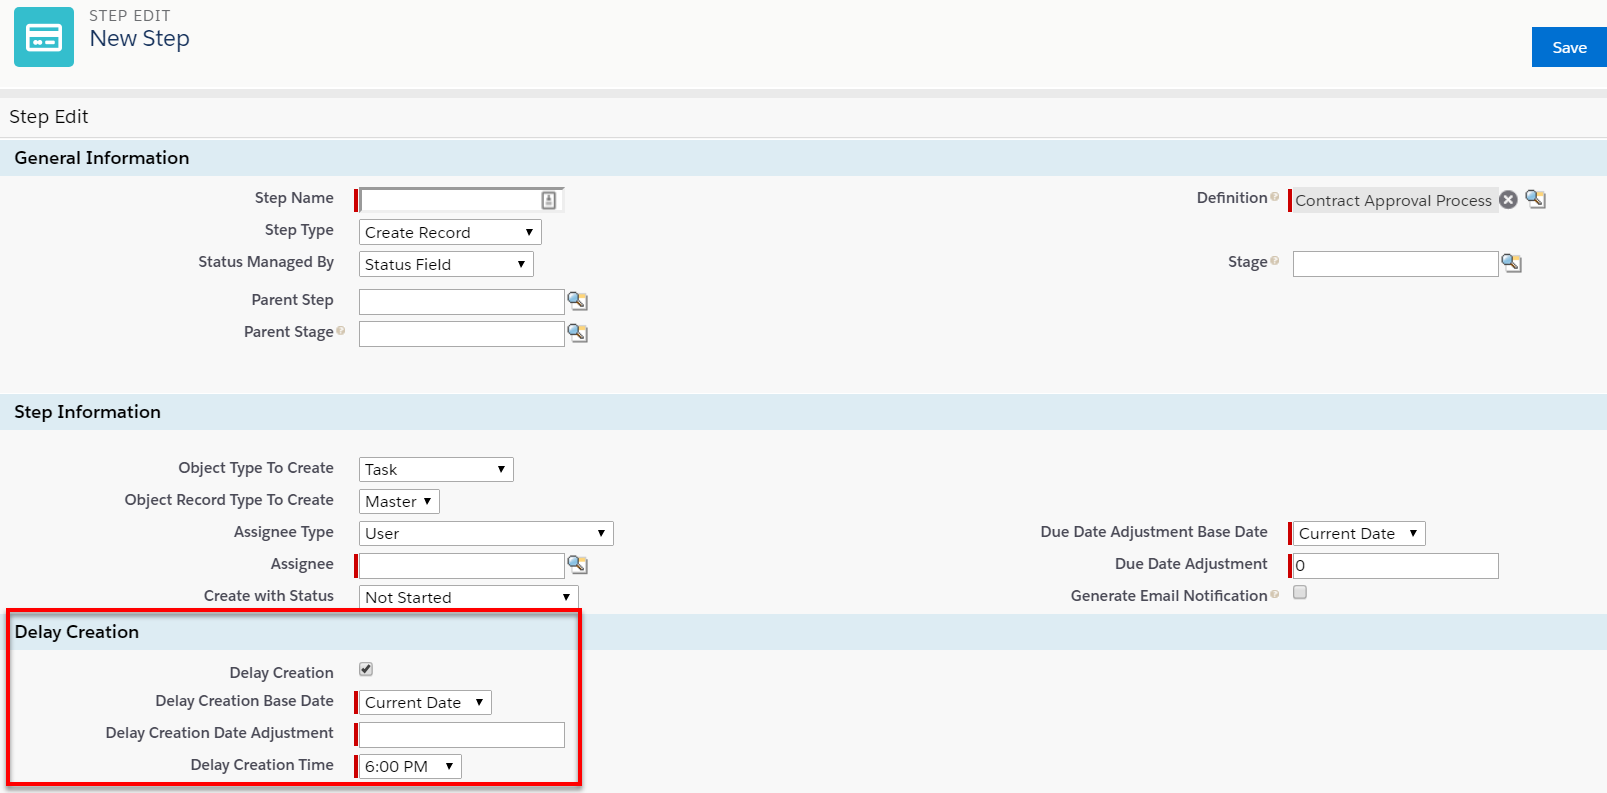 STEP EDIT
New Step
Save
Step Edit
General Information
Step Name
Definition Contract Approval Process
Step Type Create Record
Status Managed By Status Field
Stage
Parent Step
Parent Stage
Step Information
Object Type To Create Task
Object Record Type To Create Master
Assignee Type User
Due Date Adjustment Base Date Current Date
Assignee
Due Date Adjustment 0
Create with Status Not Started
Generate Email Notification
Delay Creation
Delay Creation
Delay Creation Base Date Current Date
Delay Creation Date Adjustment
Delay Creation Time 6:00 PM